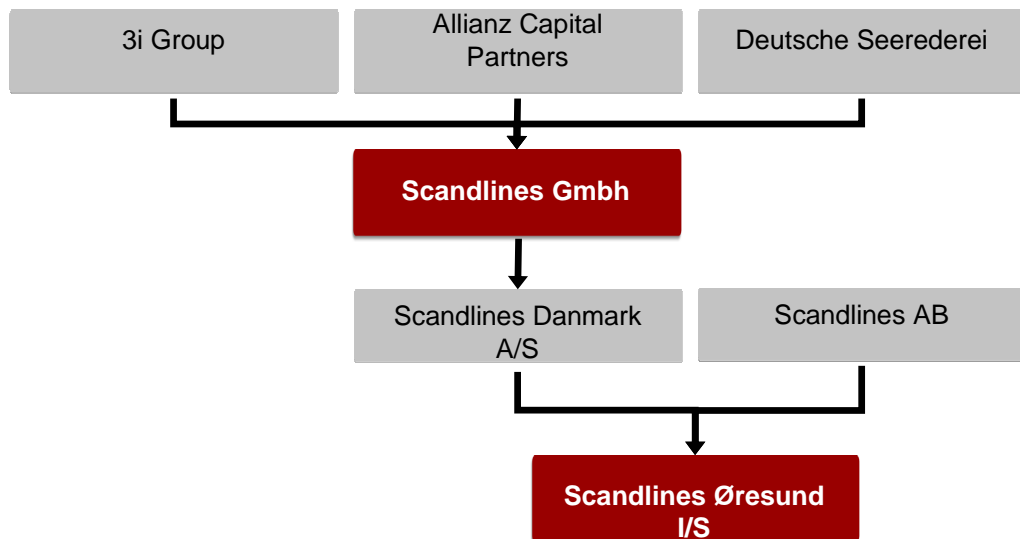 3i Group
Allianz Capital
Partners
Deutsche Seerederei
Scandlines Gmbh
Scandlines Danmark
A/S
Scandlines AB
Scandlines Øresund
I/S